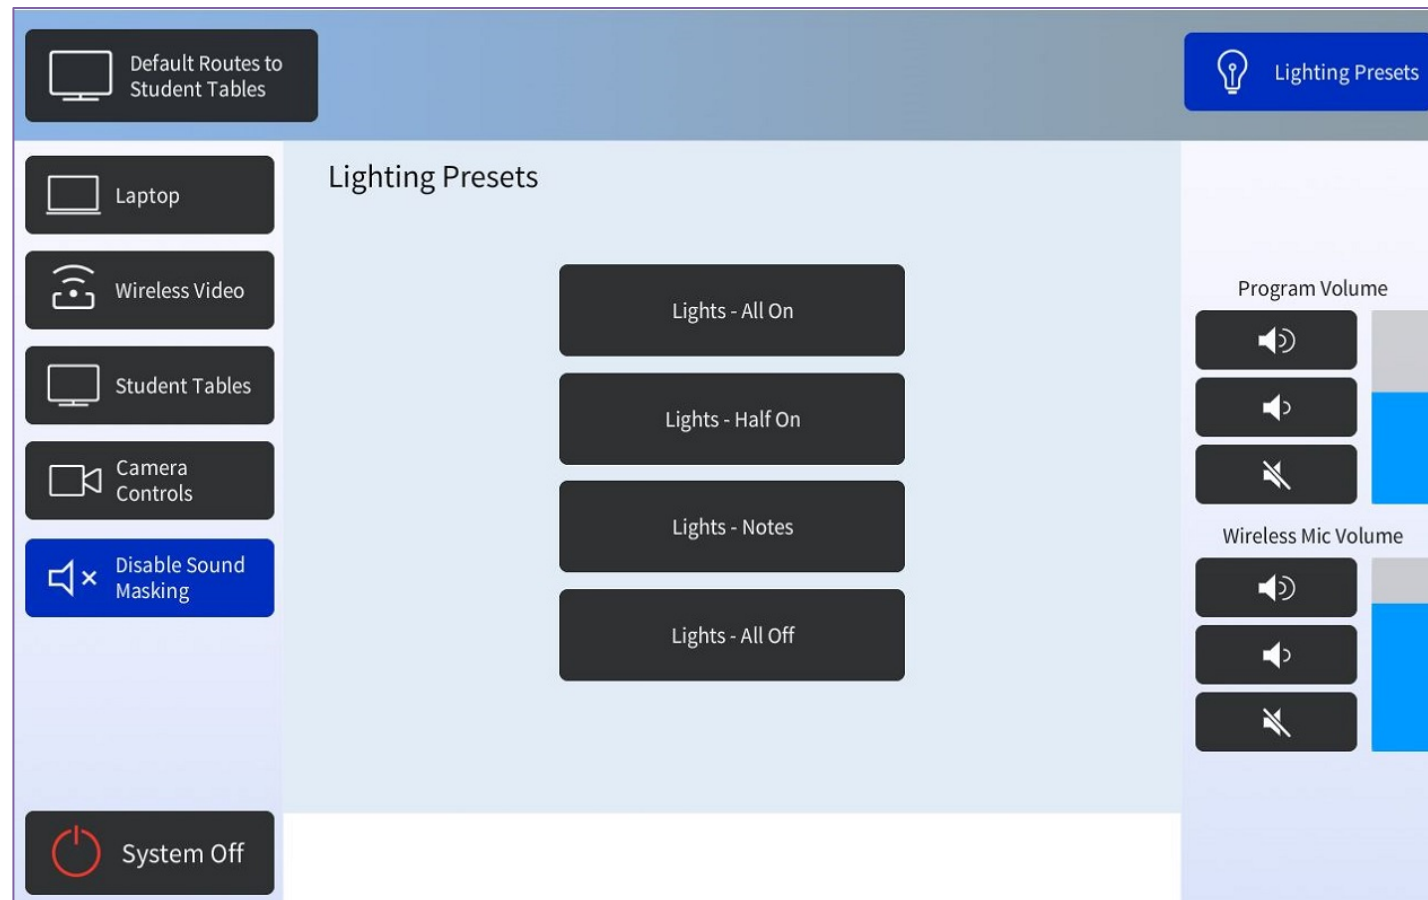 Default Routes to
Student Tables
Lighting Presets
Laptop
Wireless Video
Student Tables
Camera
Controls
Disable Sound
Masking
System Off
Lighting Presets
Lights - All On
Lights - Half On
Lights - Notes
Lights - All Off
Program Volume
Wireless Mic Volume